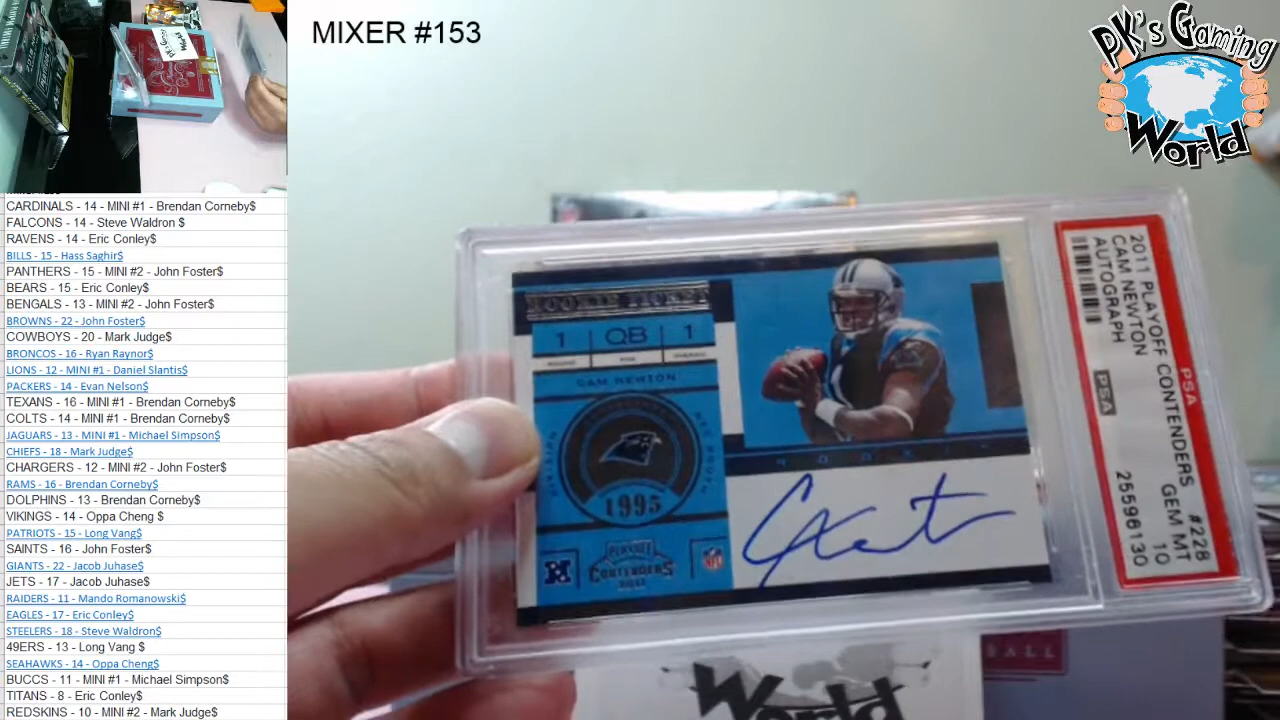 MIXER #153
PK's Gaming
World
CARDINALS - 14 - MINI #1 - Brendan Corneby$
FALCONS - 14 - Steve Waldron $
RAVENS - 14 - Eric Conley$
BILLS - 15 - Hass Saghir$
PANTHERS - 15 - MINI #2 - John Foster$
BEARS - 15 - Eric Conley$
BENGALS - 13 - MINI #2 - John Foster$
BROWNS - 22 - John Foster$
COWBOYS - 20 - Mark Judge$
BRONCOS - 16 - Ryan Raynor$
LIONS - 12 - MINI #1 - Daniel Slantis$
PACKERS - 14 - Evan Nelson$
TEXANS - 16 - MINI #1 - Brendan Corneby$
COLTS - 14 - MINI #1 - Brendan Corneby$
JAGUARS - 13 - MINI #1 - Michael Simpson$
CHIEFS - 18 - Mark Judge$
CHARGERS - 12 - MINI #2 - John Foster$
RAMS - 16 - Brendan Corneby$
DOLPHINS - 13 - Brendan Corneby$
VIKINGS - 14 - Oppa Cheng $
PATRIOTS - 15 - Long Vang$
SAINTS - 16 - John Foster$
GIANTS - 22 - Jacob Juhase$
JETS - 17 - Jacob Juhase$
RAIDERS - 11 - Mando Romanowski$
EAGLES - 17 - Eric Conley$
STEELERS - 18 - Steve Waldron$
49ERS - 13 - Long Vang $
SEAHAWKS - 14 - Oppa Cheng$
BUCCS - 11 - MINI #1 - Michael Simpson$
TITANS - 8 - Eric Conley$
REDSKINS - 10 - MINI #2 - Mark Judge$
ROOKIE TICKET
1 QB 1
CAM NEWTON
1995
PLAYOFF
CONTENDERS
NFL
ROOKIE
2011 PLAYOFF CONTENDERS #228
CAM NEWTON GEM MT
AUTOGRAPH 10
PSA
PSA 25596130
World